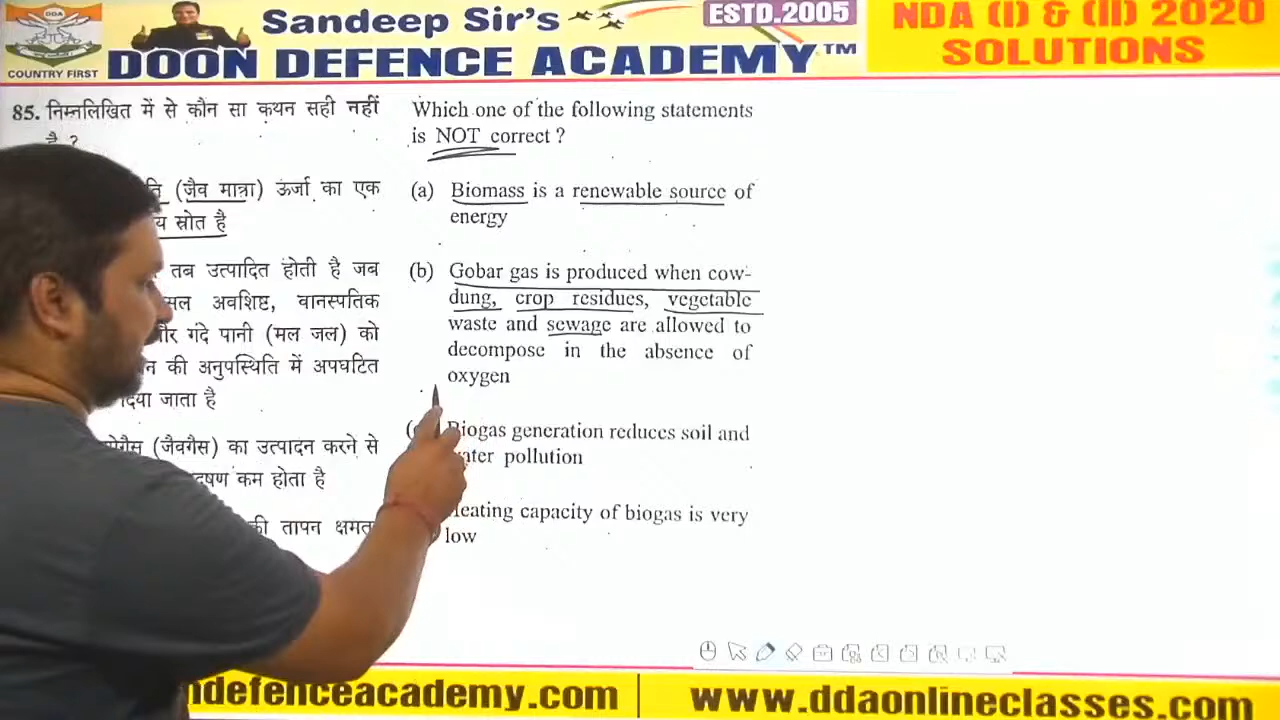 DDA
COUNTRY FIRST
Sandeep Sir's
DOON DEFENCE ACADEMY™
ESTD.2005
NDA (I) & (II) 2020
SOLUTIONS
85. निम्नलिखित में से कौन सा कथन सही नहीं
है ?
(जैव मात्रा) ऊर्जा का एक
स्रोत है
तब उत्पादित होती है जब
अवशिष्ट, वानस्पतिक
गंदे पानी (मल जल) को
की अनुपस्थिति में अपघटित
दिया जाता है
(जैवगैस) का उत्पादन करने से
कम होता है
की तापन
Which one of the following statements
is NOT correct ?
(a) Biomass is a renewable source of
energy
(b) Gobar gas is produced when cow-
dung, crop residues, vegetable
waste and sewage are allowed to
decompose in the absence of
oxygen
Biogas generation reduces soil and
water pollution
Heating capacity of biogas is very
low
ndefenceacademy.com
www.ddaonlineclasses.com